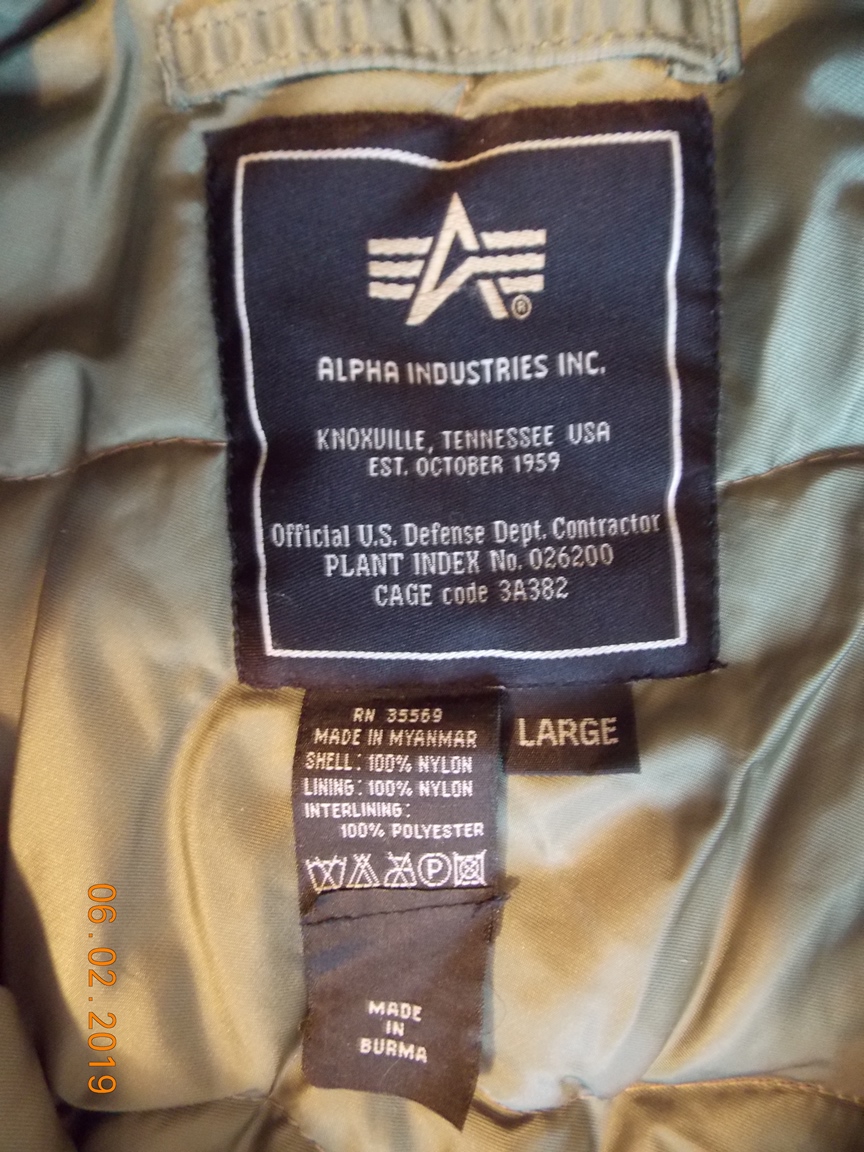 ALPHA INDUSTRIES INC.
KNOXVILLE, TENNESSEE USA
EST. OCTOBER 1959
Official U.S. Defense Dept. Contractor
PLANT INDEX No. 026200
CAGE code 3A382
RN 35569
MADE IN MYANMAR
SHELL: 100% NYLON
LINING: 100% NYLON
INTERLINING:
100% POLYESTER
P
LARGE
MADE
IN
BURMA
06.02.2019